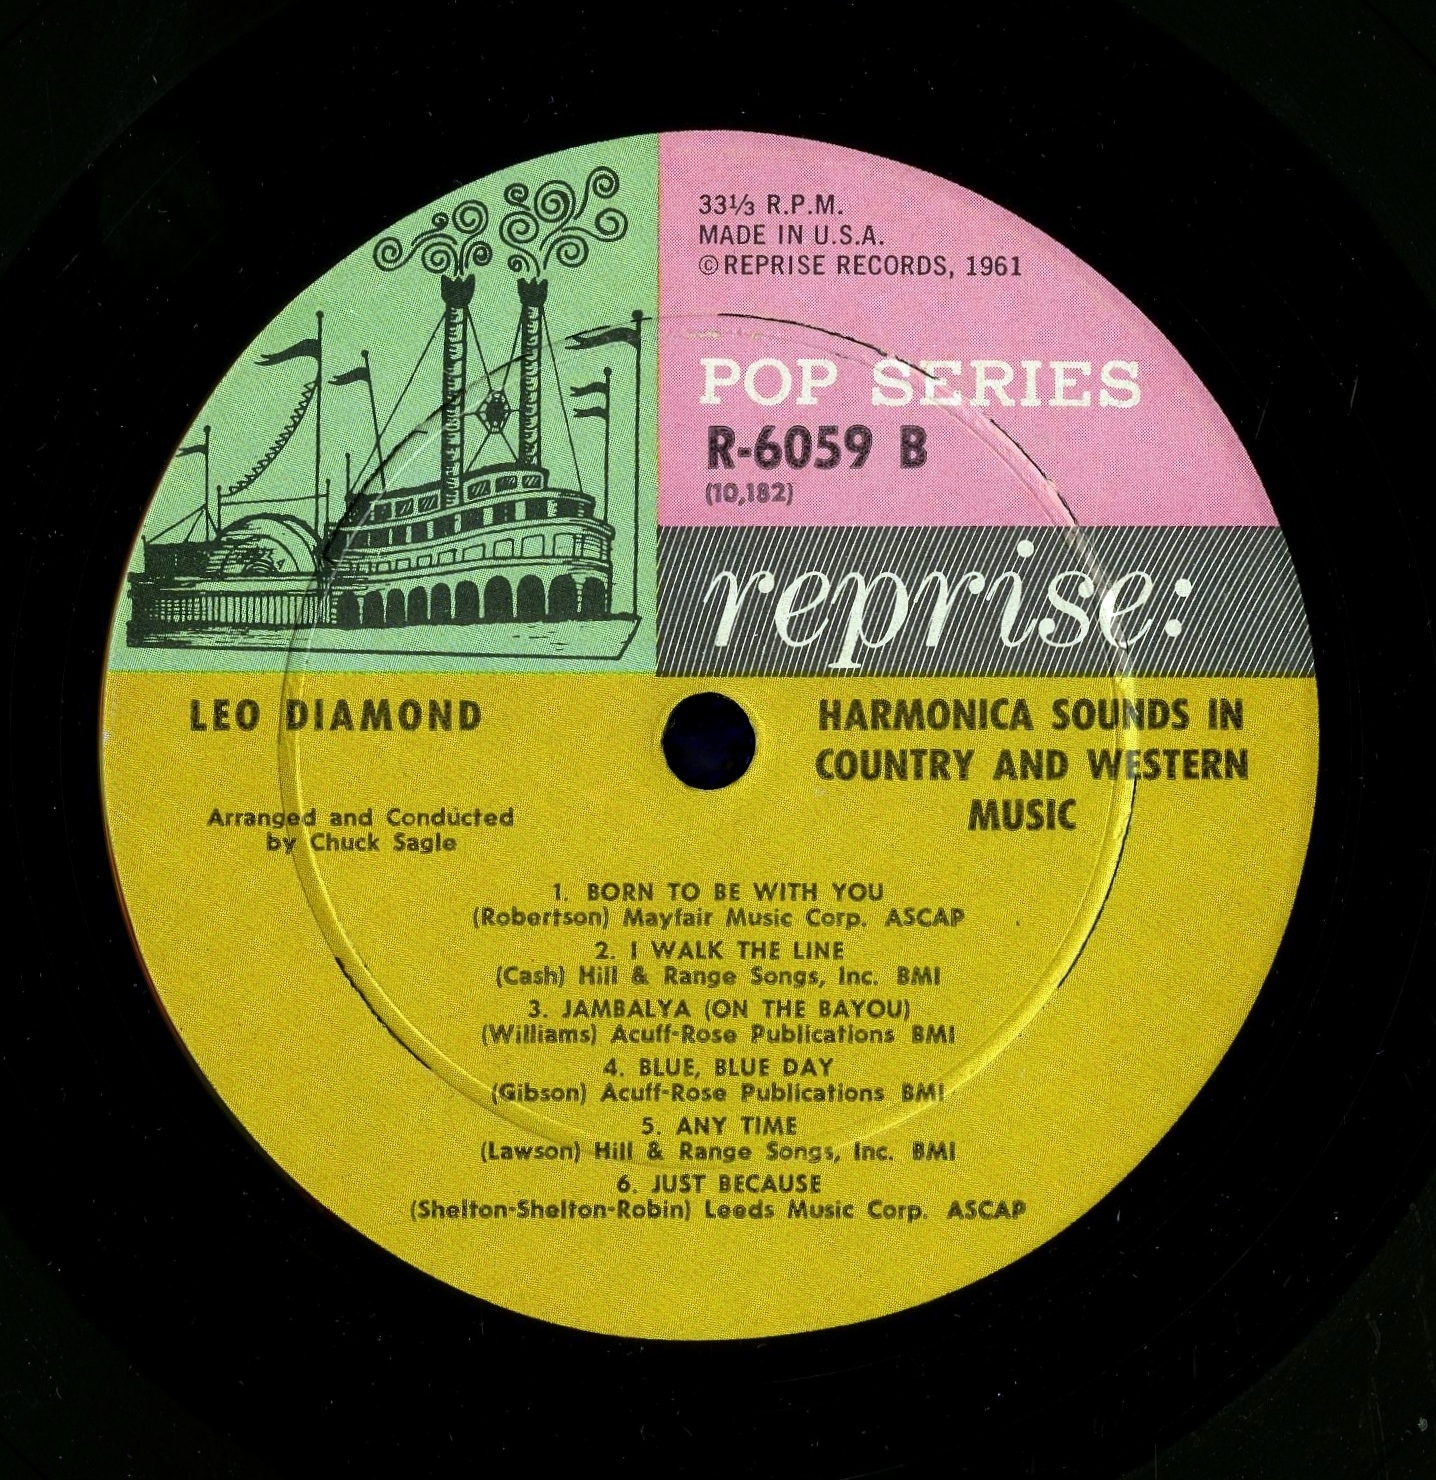 33⅓ R.P.M.
MADE IN U.S.A.
©REPRISE RECORDS, 1961
POP SERIES
R-6059 B
(10,182)
reprise:
LEO DIAMOND
Arranged and Conducted
by Chuck Sagle
HARMONICA SOUNDS IN
COUNTRY AND WESTERN
MUSIC
1. BORN TO BE WITH YOU
(Robertson) Mayfair Music Corp. ASCAP
2. I WALK THE LINE
(Cash) Hill & Range Songs, Inc. BMI
3. JAMBALYA (ON THE BAYOU)
(Williams) Acuff-Rose Publications BMI
4. BLUE, BLUE DAY
(Gibson) Acuff-Rose Publications BMI
5. ANY TIME
(Lawson) Hill & Range Songs, Inc. BMI
6. JUST BECAUSE
(Shelton-Shelton-Robin) Leeds Music Corp. ASCAP